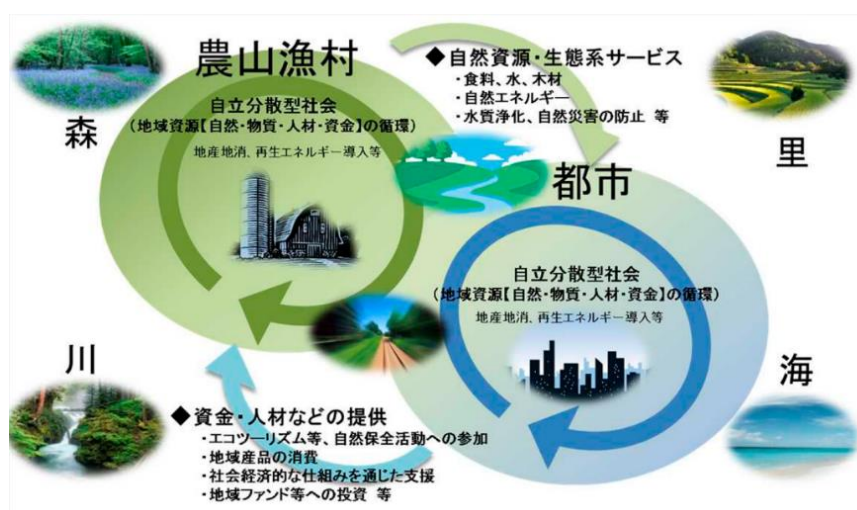 農山漁村
自立分散型社会
(地域資源【自然・物質・人材・資金】の循環)
地産地消、再生エネルギー導入等
森
◆自然資源・生態系サービス
・食料、水、木材
・自然エネルギー
・水質浄化、自然災害の防止 等
里
都市
自立分散型社会
(地域資源【自然・物質・人材・資金】の循環)
地産地消、再生エネルギー導入等
川
◆資金・人材などの提供
・エコツーリズム等、自然保全活動への参加
・地域産品の消費
・社会経済的な仕組みを通じた支援
・地域ファンド等への投資 等
海